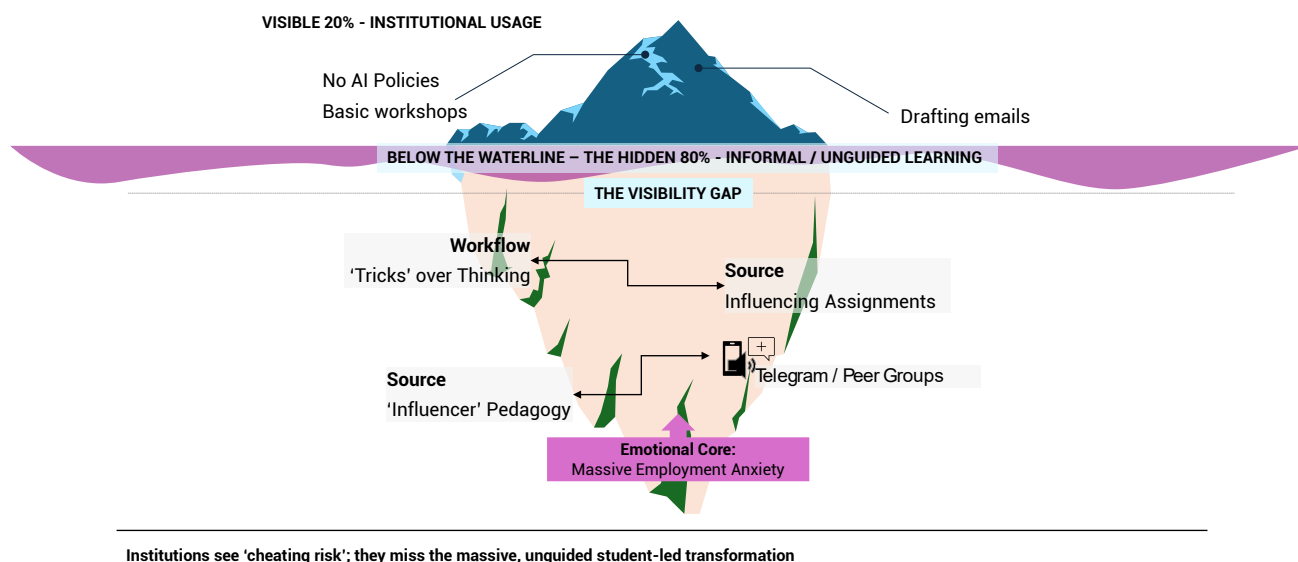 VISIBLE 20% - INSTITUTIONAL USAGE
No AI Policies
Basic workshops
Drafting emails
BELOW THE WATERLINE – THE HIDDEN 80% - INFORMAL / UNGUIDED LEARNING
THE VISIBILITY GAP
Workflow
‘Tricks’ over Thinking
Source
Influencing Assignments
Telegram / Peer Groups
Source
‘Influencer’ Pedagogy
Emotional Core:
Massive Employment Anxiety
Institutions see ‘cheating risk’; they miss the massive, unguided student-led transformation